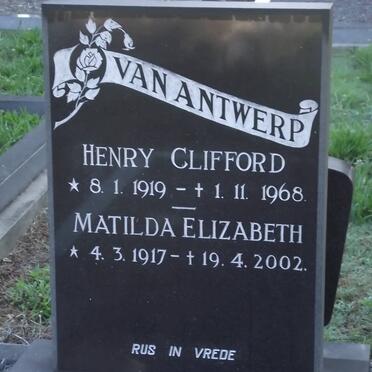 VAN ANTWERP
HENRY CLIFFORD
★ 8. 1. 1919 – † 1. 11. 1968.
MATILDA ELIZABETH
★ 4. 3. 1917 – † 19. 4. 2002.
RUS IN VREDE